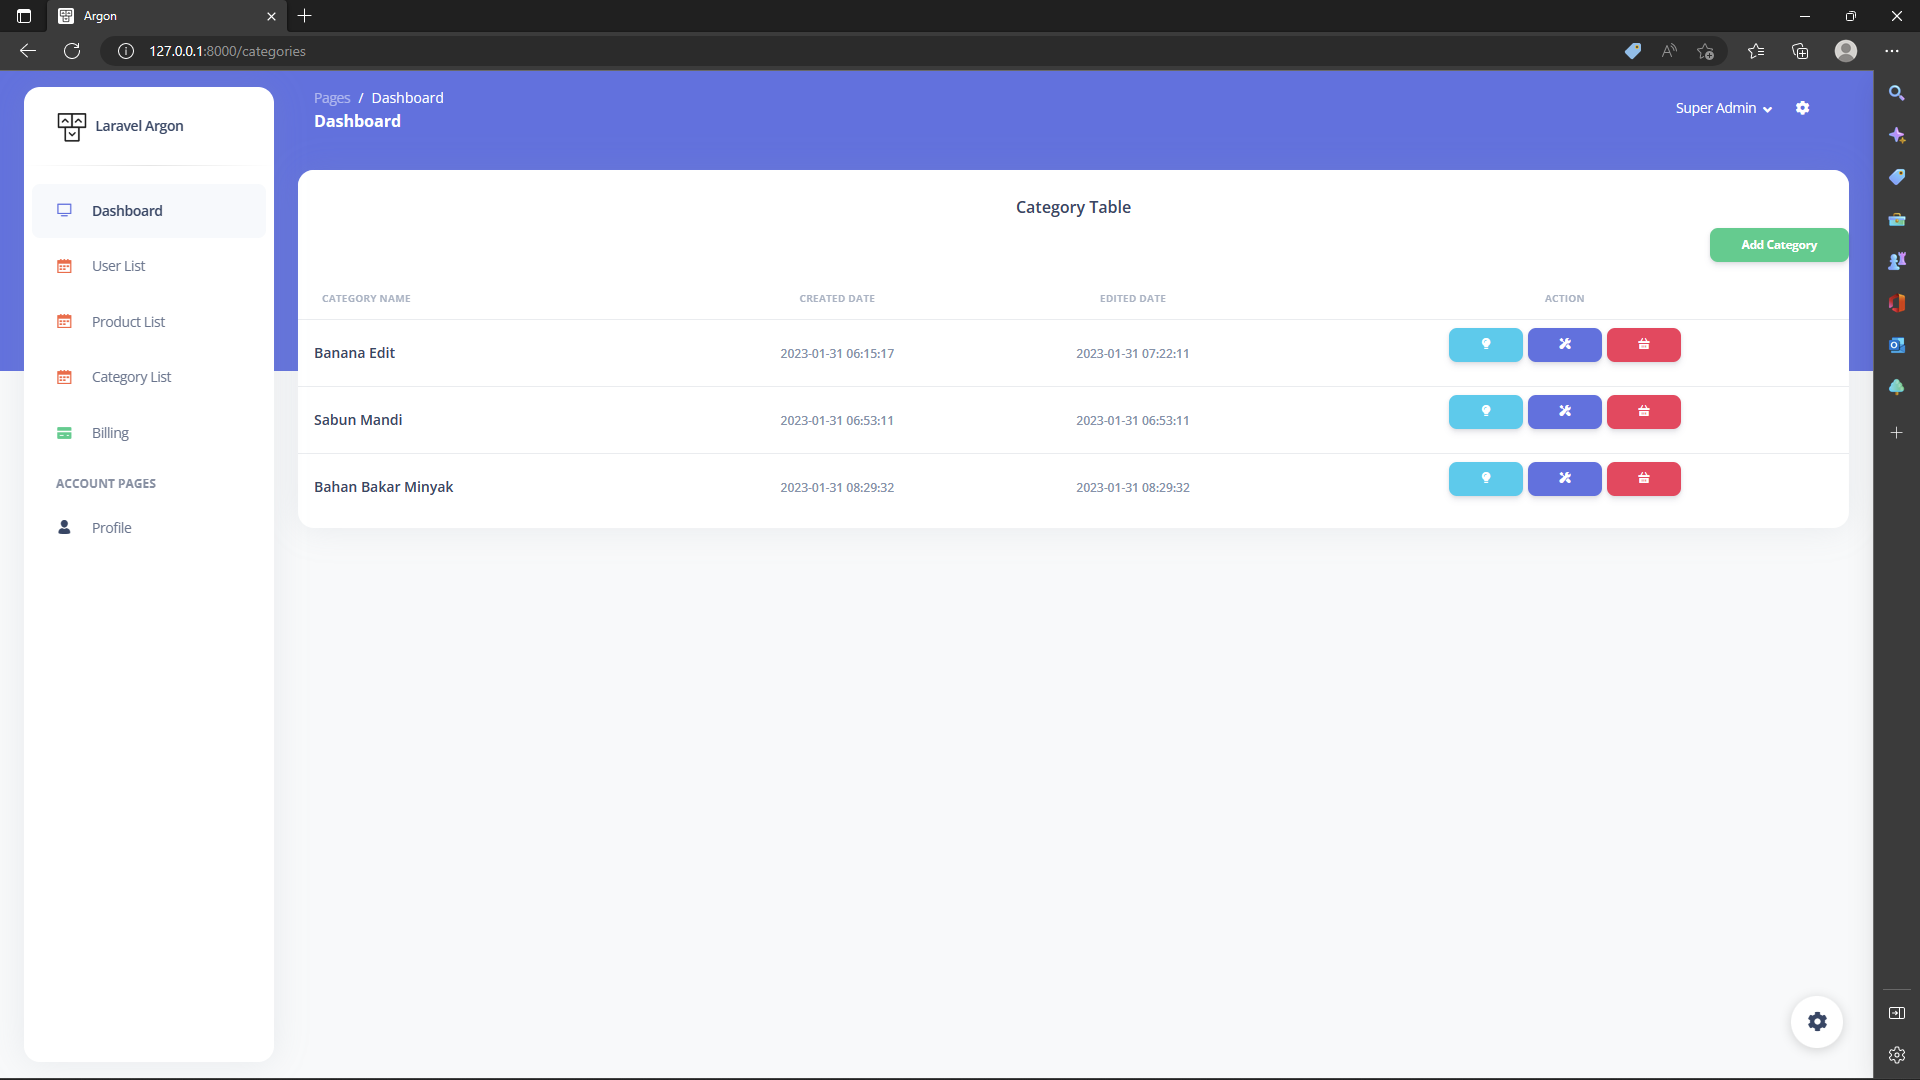 Argon
127.0.0.1:8000/categories
Laravel Argon
Pages / Dashboard
Dashboard
Super Admin
Dashboard
User List
Product List
Category List
Billing
ACCOUNT PAGES
Profile
Category Table
Add Category
CATEGORY NAME CREATED DATE EDITED DATE ACTION
Banana Edit 2023-01-31 06:15:17 2023-01-31 07:22:11
Sabun Mandi 2023-01-31 06:53:11 2023-01-31 06:53:11
Bahan Bakar Minyak 2023-01-31 08:29:32 2023-01-31 08:29:32